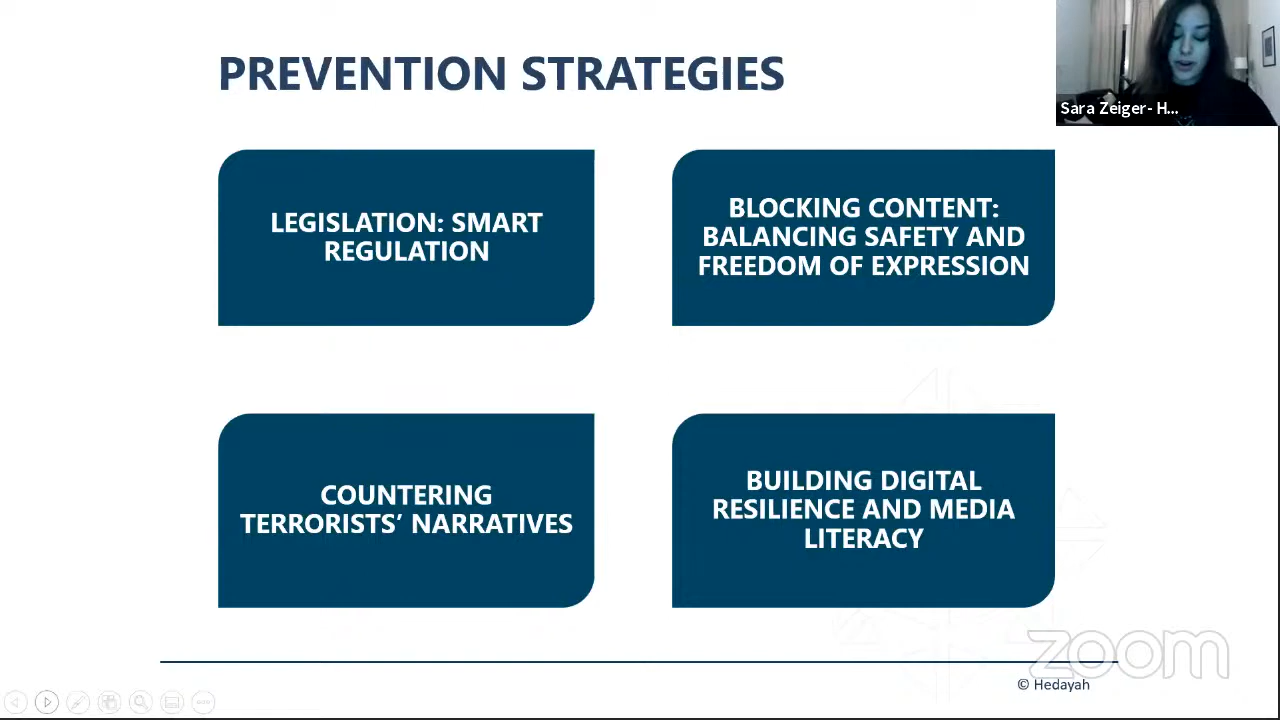 PREVENTION STRATEGIES
Sara Zeiger- H...
LEGISLATION: SMART
REGULATION
BLOCKING CONTENT:
BALANCING SAFETY AND
FREEDOM OF EXPRESSION
COUNTERING
TERRORISTS’ NARRATIVES
BUILDING DIGITAL
RESILIENCE AND MEDIA
LITERACY
zoom
© Hedayah